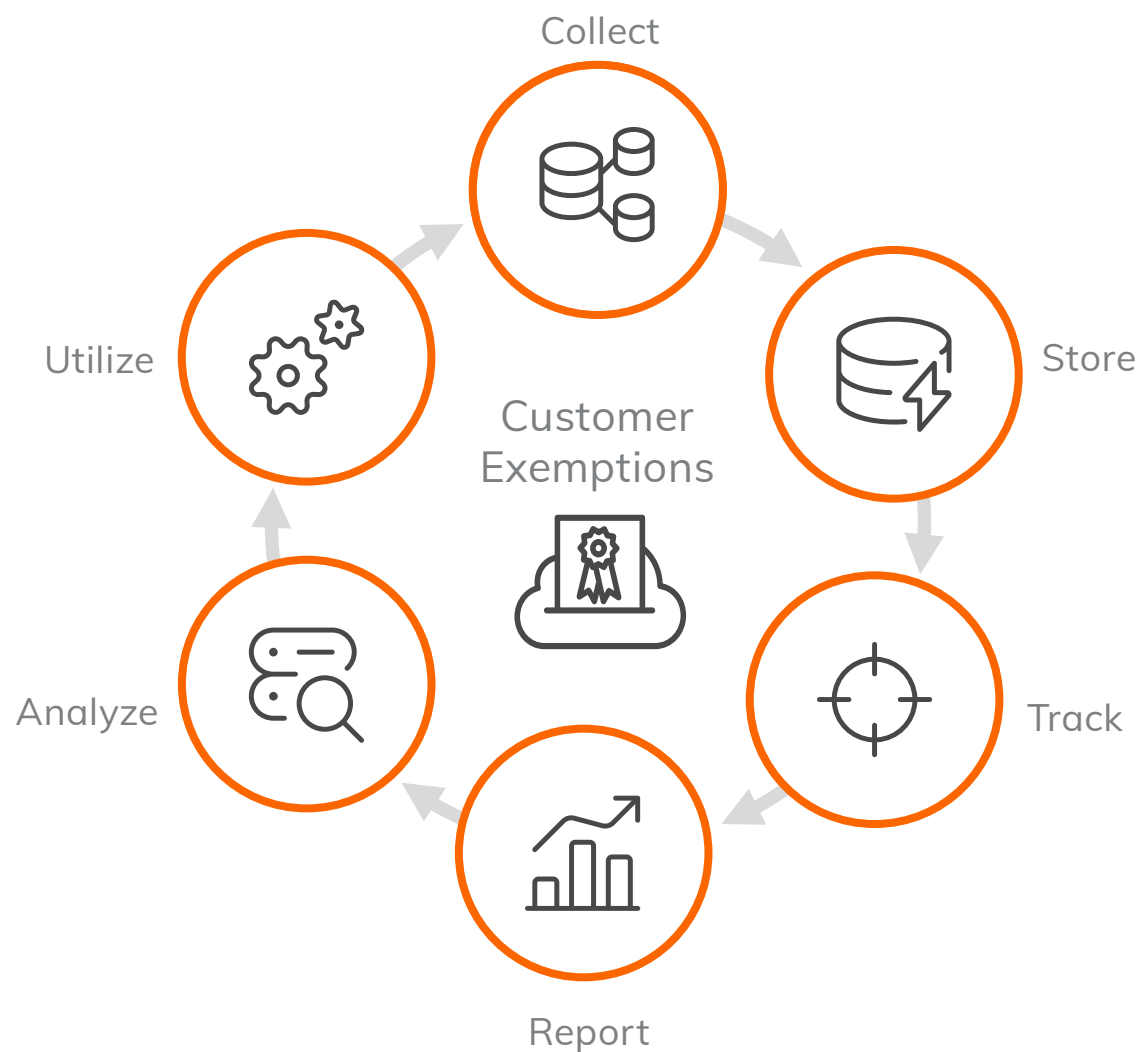 Collect
Store
Track
Report
Analyze
Utilize
Customer
Exemptions